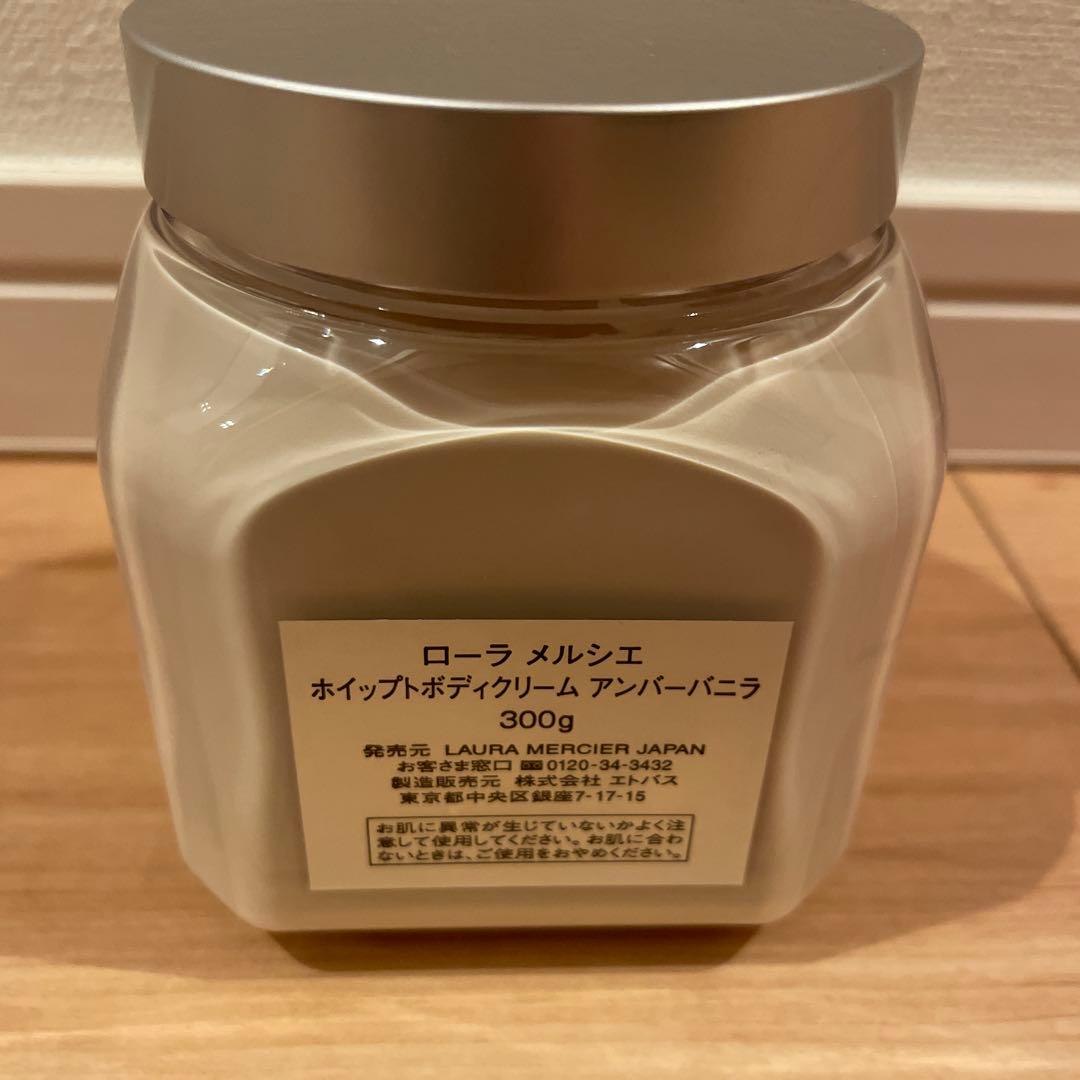 ローラ メルシエ
ホイップトボディクリーム アンバーバニラ
300g
発売元 LAURA MERCIER JAPAN
お客さま窓口 0120-34-3432
製造販売元 株式会社 エトバス
東京都中央区銀座7-17-15
お肌に異常が生じていないかよく注
意して使用してください。お肌に合わ
ないときは、ご使用をおやめください。